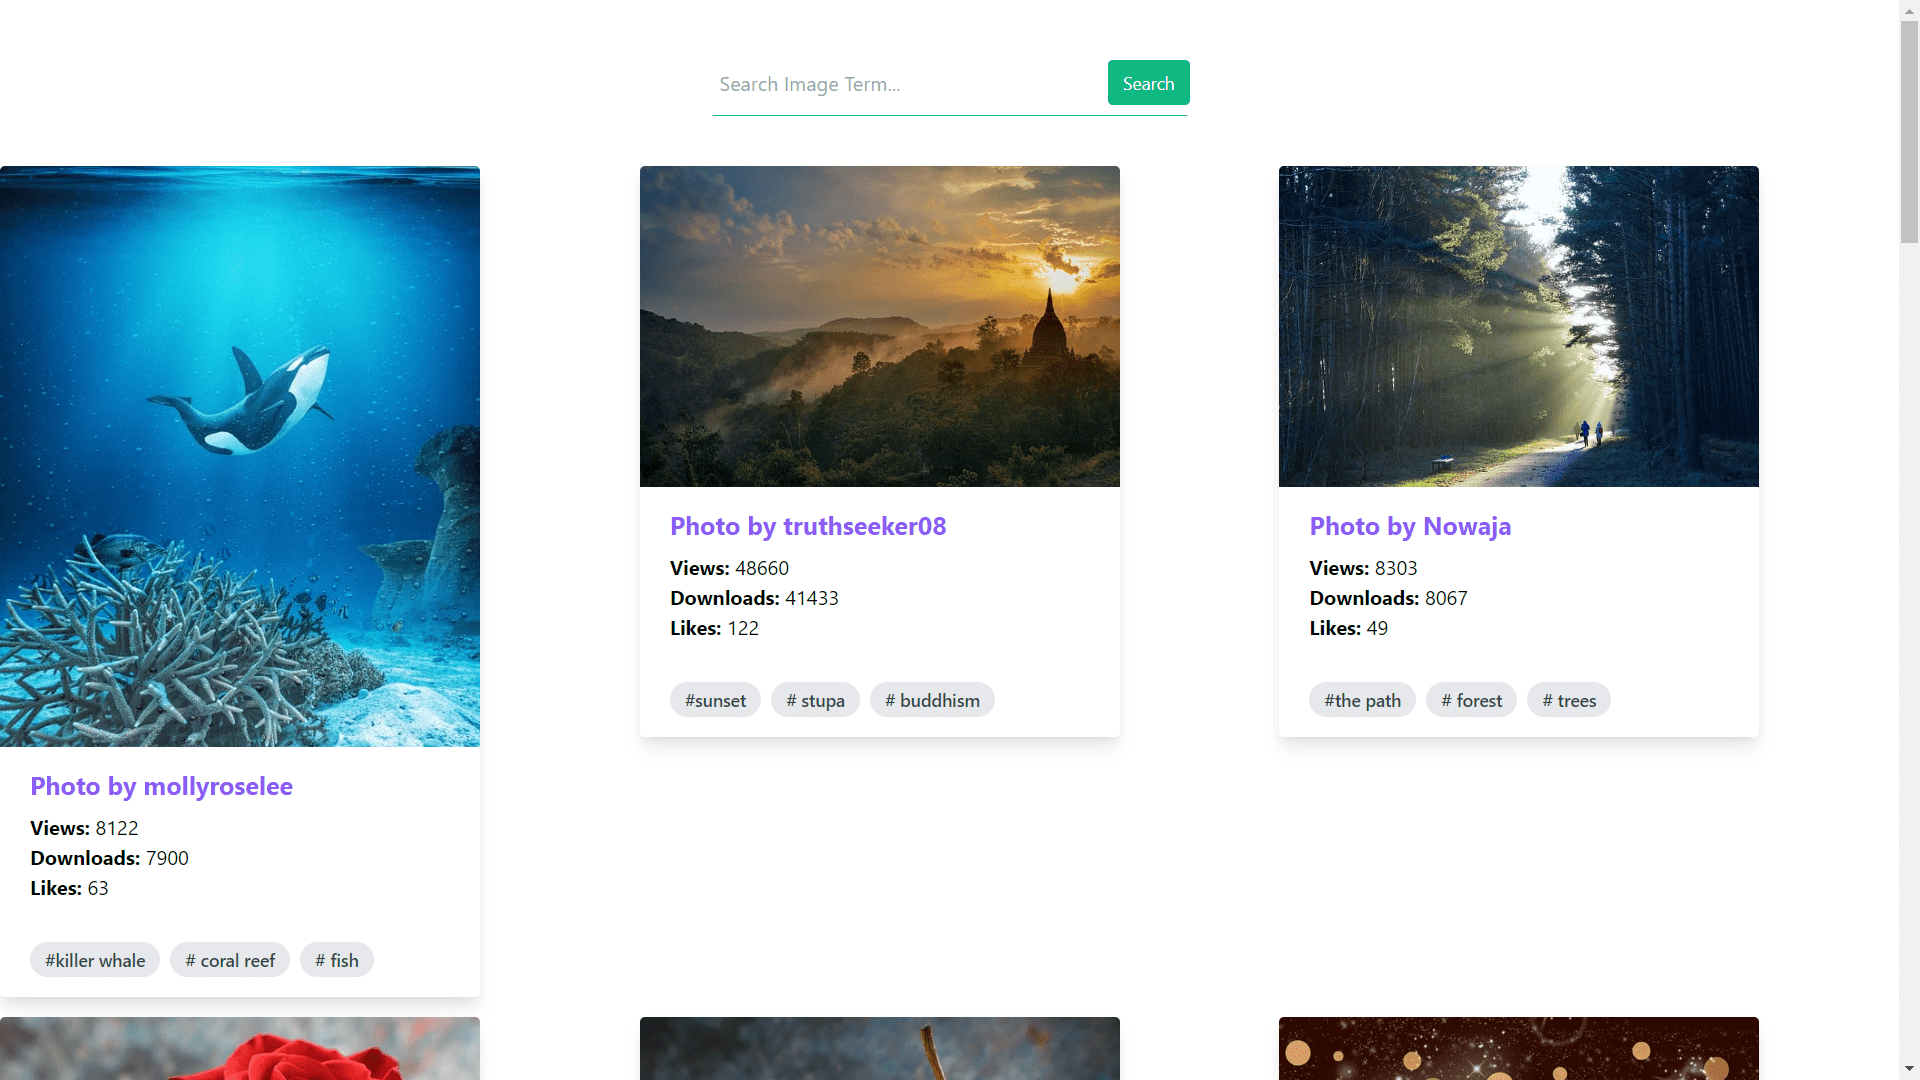 Search Image Term...
Search
Photo by mollyroselee
Views: 8122
Downloads: 7900
Likes: 63
#killer whale
# coral reef
# fish
Photo by truthseeker08
Views: 48660
Downloads: 41433
Likes: 122
#sunset
# stupa
# buddhism
Photo by Nowaja
Views: 8303
Downloads: 8067
Likes: 49
#the path
# forest
# trees